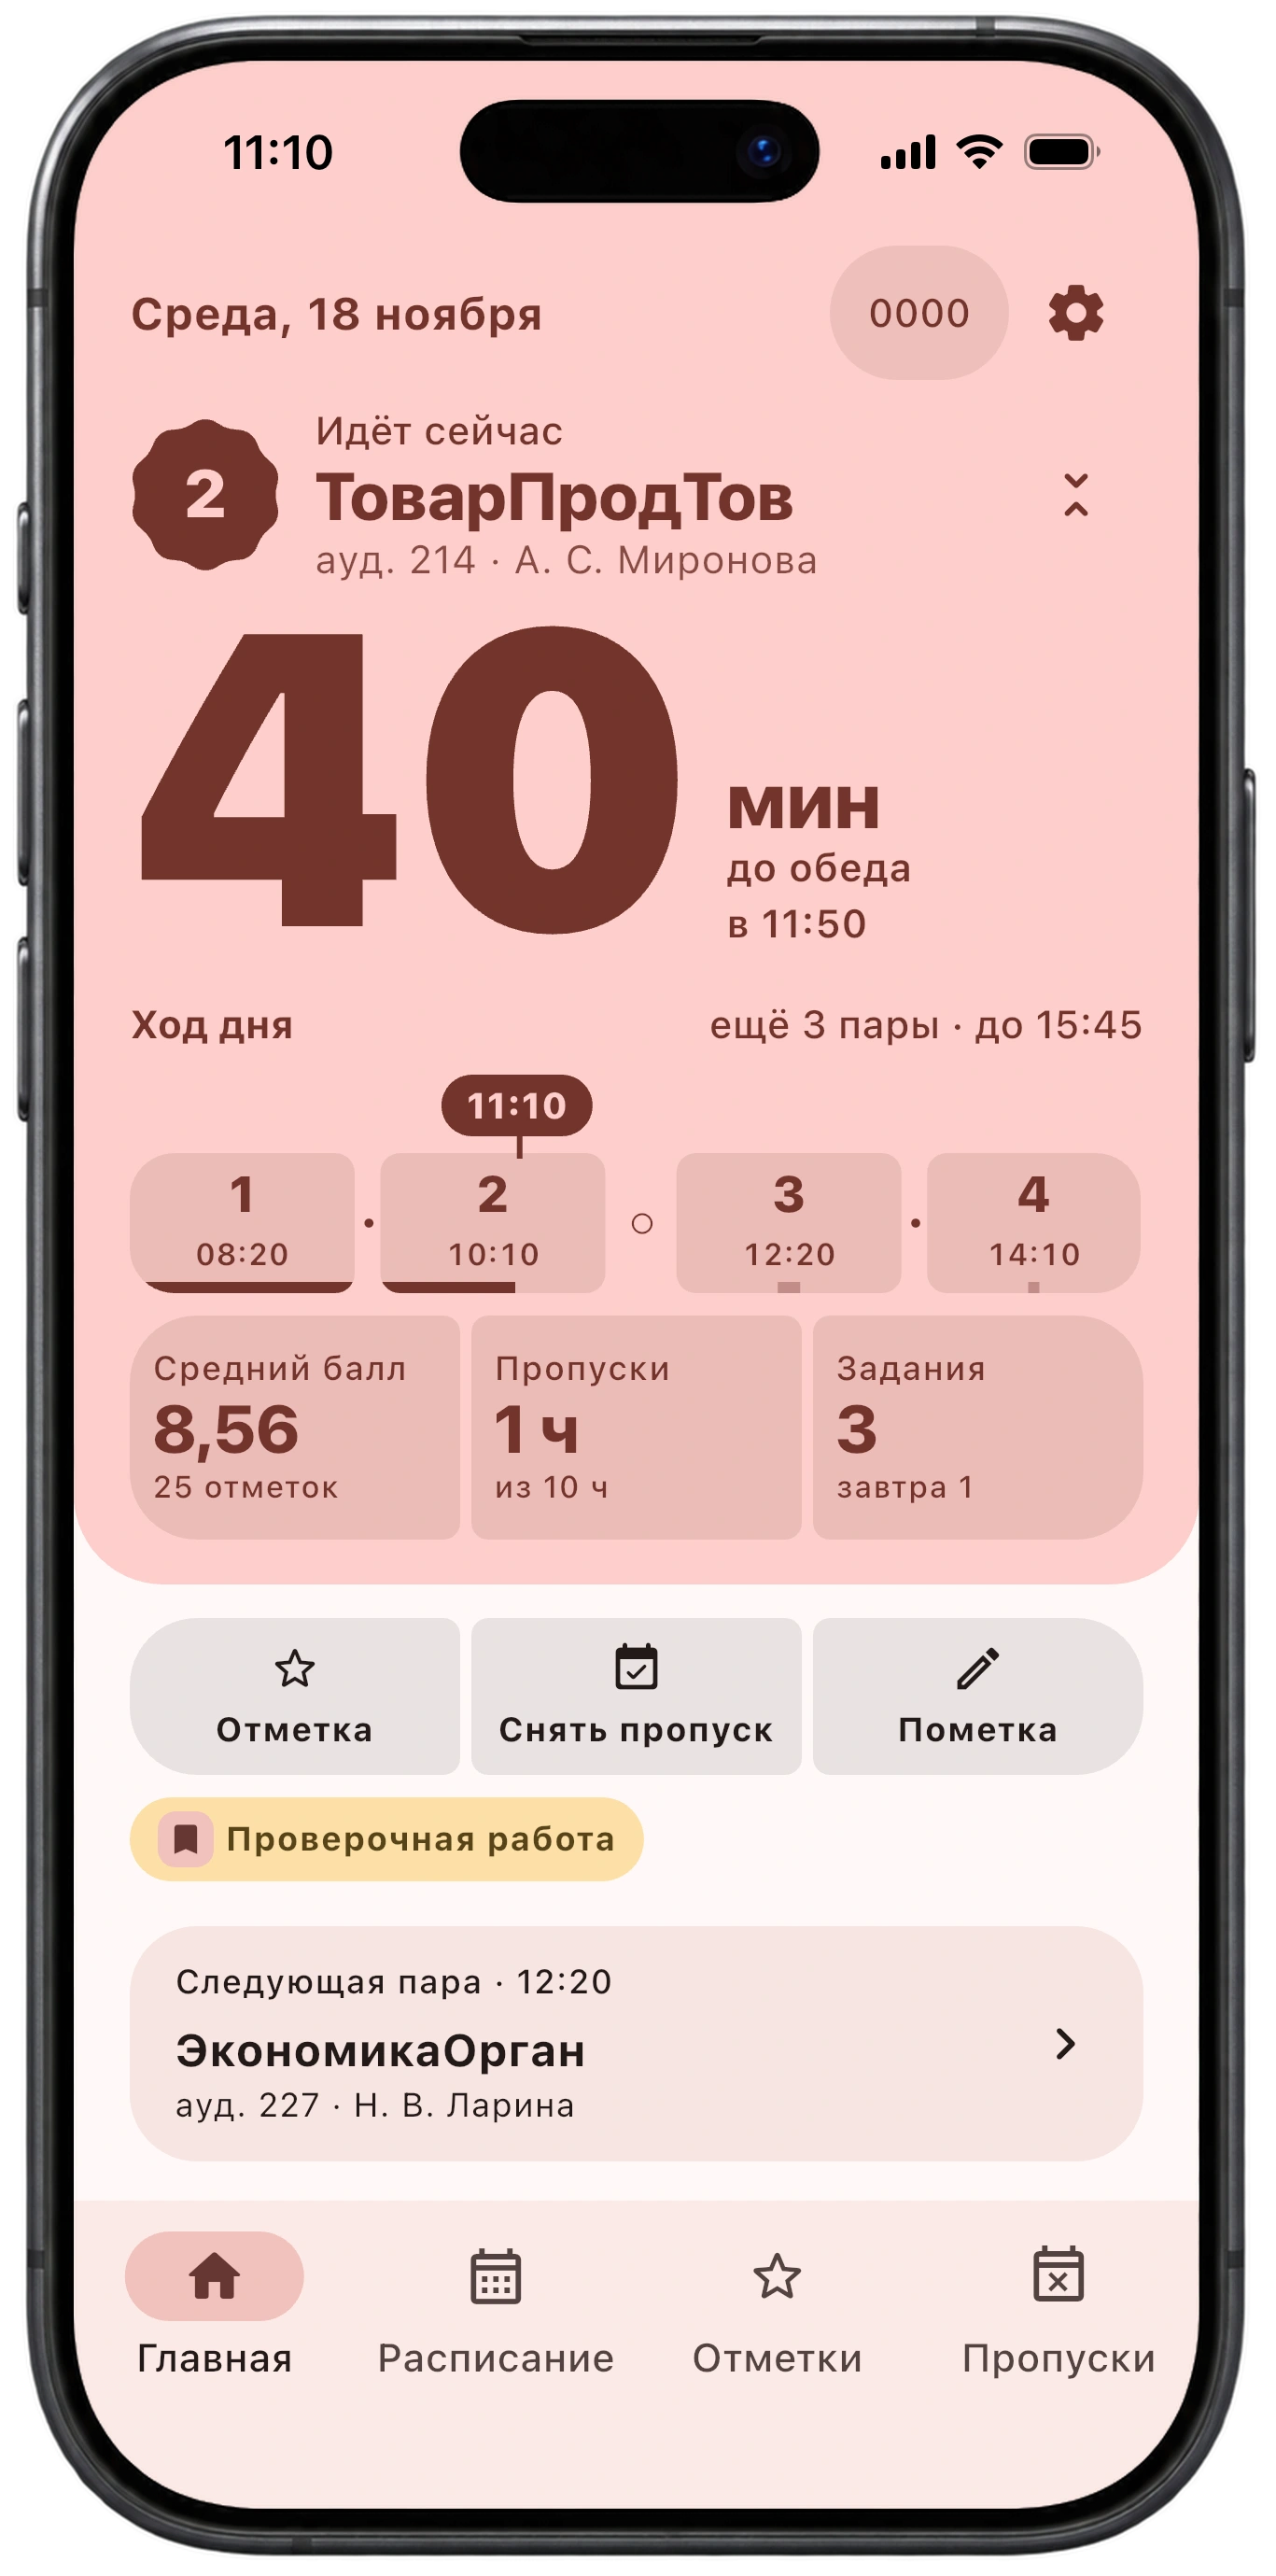 11:10
Среда, 18 ноября
0000
Идёт сейчас
2
ТоварПродТов
ауд. 214 · А. С. Миронова
40
мин
до обеда
в 11:50
Ход дня
ещё 3 пары · до 15:45
11:10
1
2
3
4
08:20
10:10
12:20
14:10
Средний балл
8,56
25 отметок
Пропуски
1 ч
из 10 ч
Задания
3
завтра 1
Отметка
Снять пропуск
Пометка
Проверочная работа
Следующая пара · 12:20
ЭкономикаОрган
ауд. 227 · Н. В. Ларина
Главная
Расписание
Отметки
Пропуски